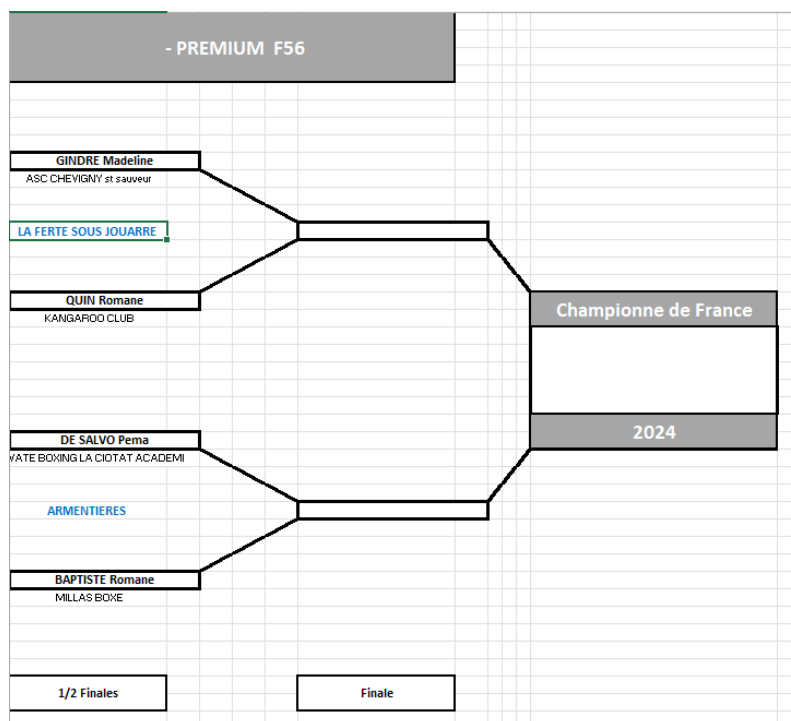 - PREMIUM F56
GINDRE Madeline
ASC CHEVIGNY st sauveur
LA FERTE SOUS JOUARRE
QUIN Romane
KANGAROO CLUB
Championne de France
2024
DE SALVO Pema
VATE BOXING LA CIOTAT ACADEMI
ARMENTIERES
BAPTISTE Romane
MILLAS BOXE
1/2 Finales
Finale